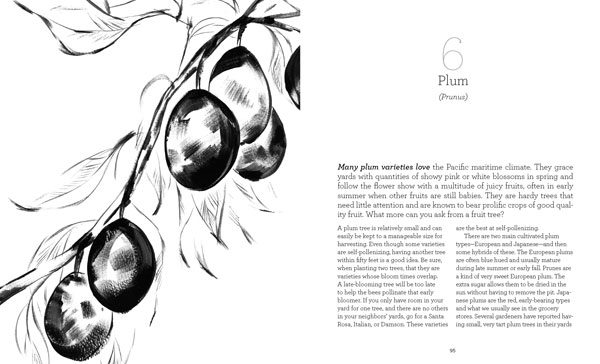 6
Plum
(Prunus)
Many plum varieties love the Pacific maritime climate. They grace
yards with quantities of showy pink or white blossoms in spring and
follow the flower show with a multitude of juicy fruits, often in early
summer when other fruits are still babies. They are hardy trees that
need little attention and are known to bear prolific crops of good qual-
ity fruit. What more can you ask from a fruit tree?
A plum tree is relatively small and can
easily be kept to a manageable size for
harvesting. Even though some varieties
are self-pollenizing, having another tree
within fifty feet is a good idea. Be sure,
when planting two trees, that they are
varieties whose bloom times overlap.
A late-blooming tree will be too late
to help the bees pollinate that early
bloomer. If you only have room in your
yard for one tree, and there are no others
in your neighbors' yards, go for a Santa
Rosa, Italian, or Damson. These varieties
are the best at self-pollenizing.
There are two main cultivated plum
types—European and Japanese—and then
some hybrids of these. The European plums
are often blue hued and usually mature
during late summer or early fall. Prunes are
a kind of very sweet European plum. The
extra sugar allows them to be dried in the
sun without having to remove the pit. Japa-
nese plums are the red, early-bearing types
and what we usually see in the grocery
stores. Several gardeners have reported hav-
ing small, very tart plum trees in their yards
95